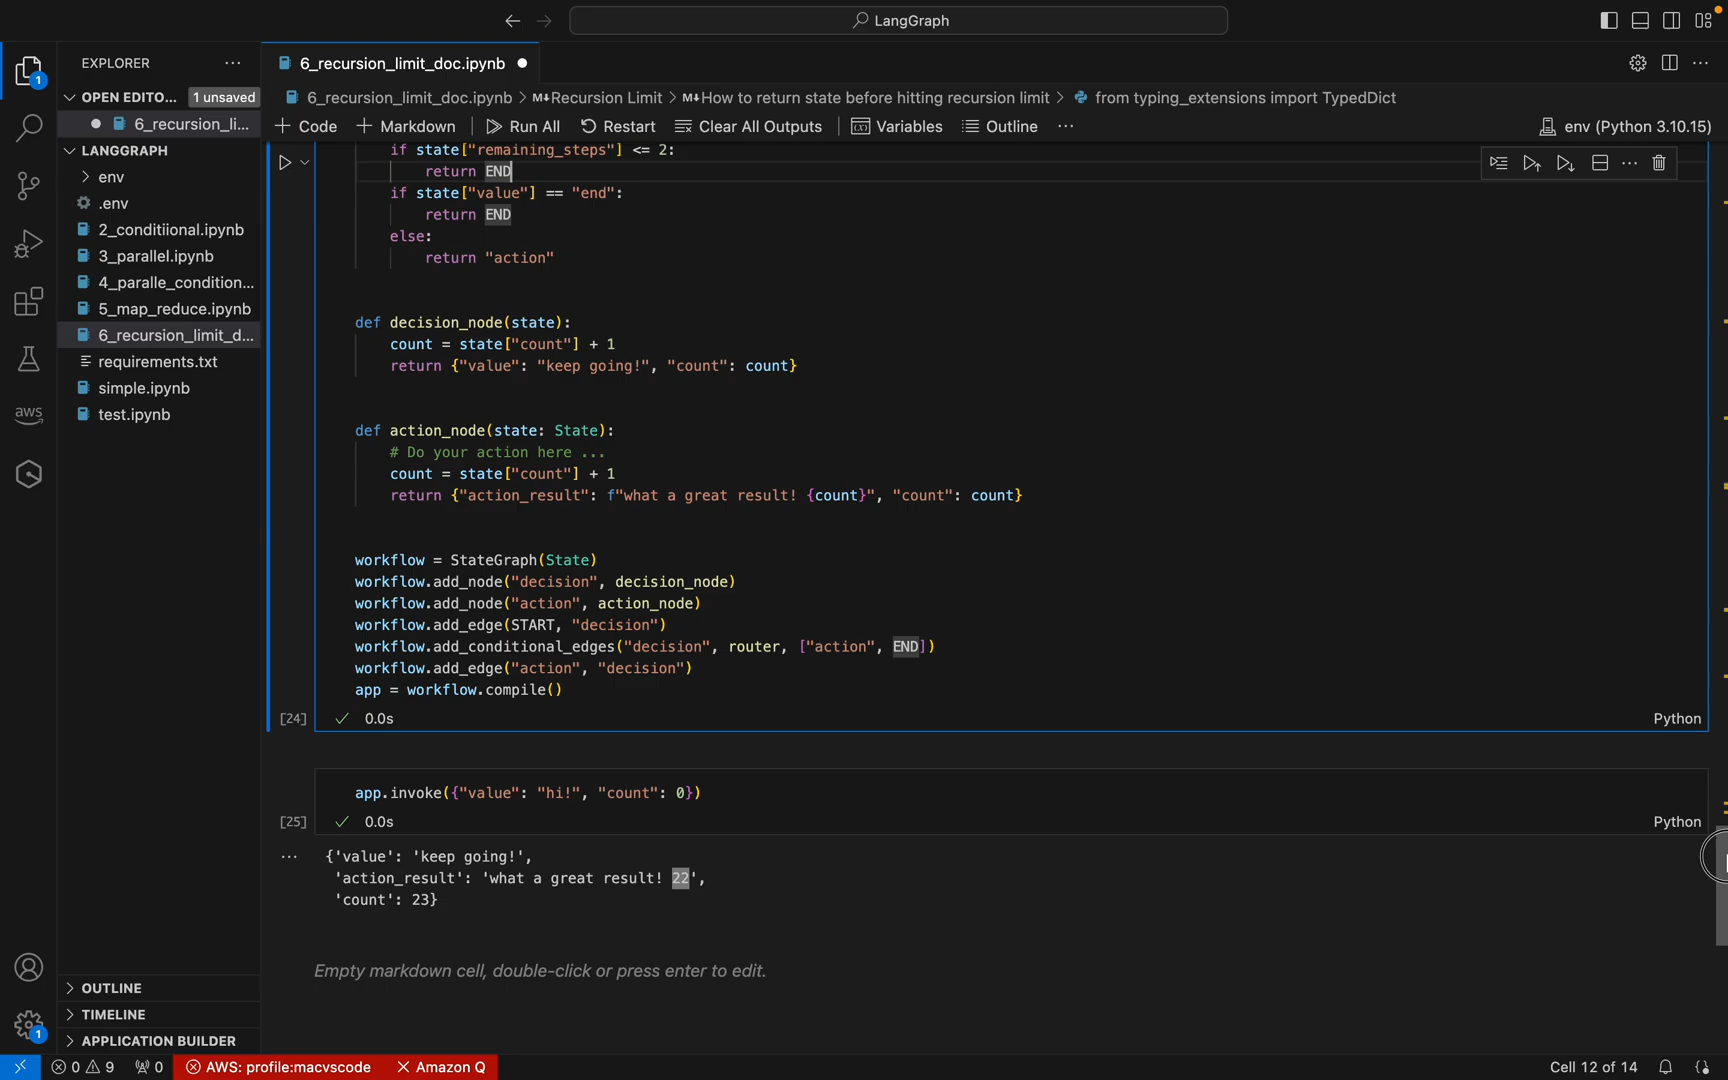 LangGraph
EXPLORER
6_recursion_limit_doc.ipynb
OPEN EDITO... 1 unsaved
6_recursion_li...
6_recursion_limit_doc.ipynb > M↓Recursion Limit > M↓How to return state before hitting recursion limit > from typing_extensions import TypedDict
+ Code + Markdown Run All Restart Clear All Outputs Variables Outline ... env (Python 3.10.15)
LANGGRAPH
env
.env
2_conditiional.ipynb
3_parallel.ipynb
4_paralle_condition...
5_map_reduce.ipynb
6_recursion_limit_d...
requirements.txt
simple.ipynb
test.ipynb
aws
1
1
if state["remaining_steps"] <= 2:
return END
if state["value"] == "end":
return END
else:
return "action"
def decision_node(state):
count = state["count"] + 1
return {"value": "keep going!", "count": count}
def action_node(state: State):
# Do your action here ...
count = state["count"] + 1
return {"action_result": f"what a great result! {count}", "count": count}
workflow = StateGraph(State)
workflow.add_node("decision", decision_node)
workflow.add_node("action", action_node)
workflow.add_edge(START, "decision")
workflow.add_conditional_edges("decision", router, ["action", END])
workflow.add_edge("action", "decision")
app = workflow.compile()
[24] ✓ 0.0s Python
app.invoke({"value": "hi!", "count": 0})
[25] ✓ 0.0s Python
{'value': 'keep going!',
'action_result': 'what a great result! 22',
'count': 23}
Empty markdown cell, double-click or press enter to edit.
OUTLINE
TIMELINE
APPLICATION BUILDER
0 9 0 AWS: profile:macvscode Amazon Q Cell 12 of 14